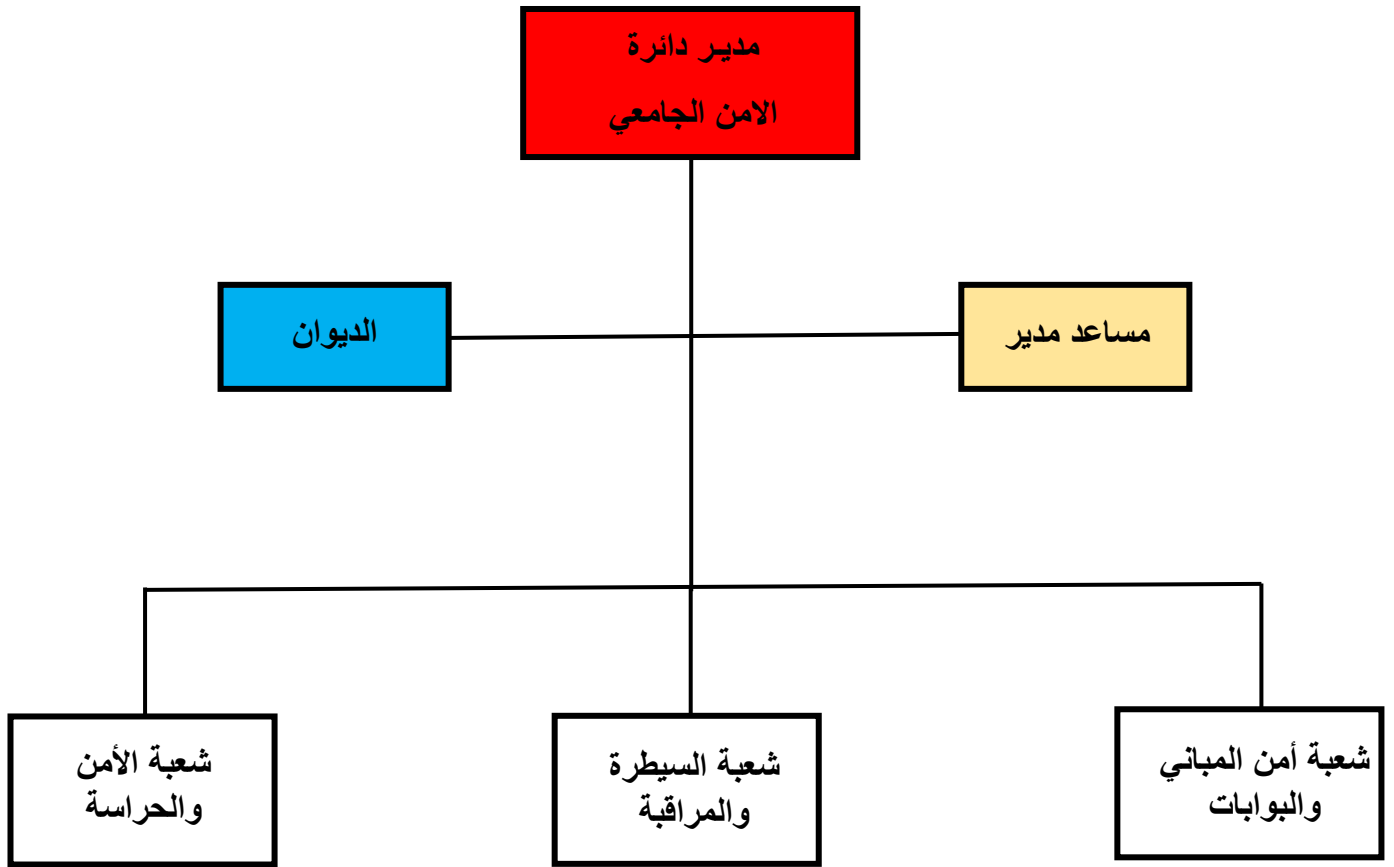 مدير دائرة
الامن الجامعي
مساعد مدير
الديوان
شعبة أمن المباني
والبوابات
شعبة السيطرة
والمراقبة
شعبة الأمن
والحراسة